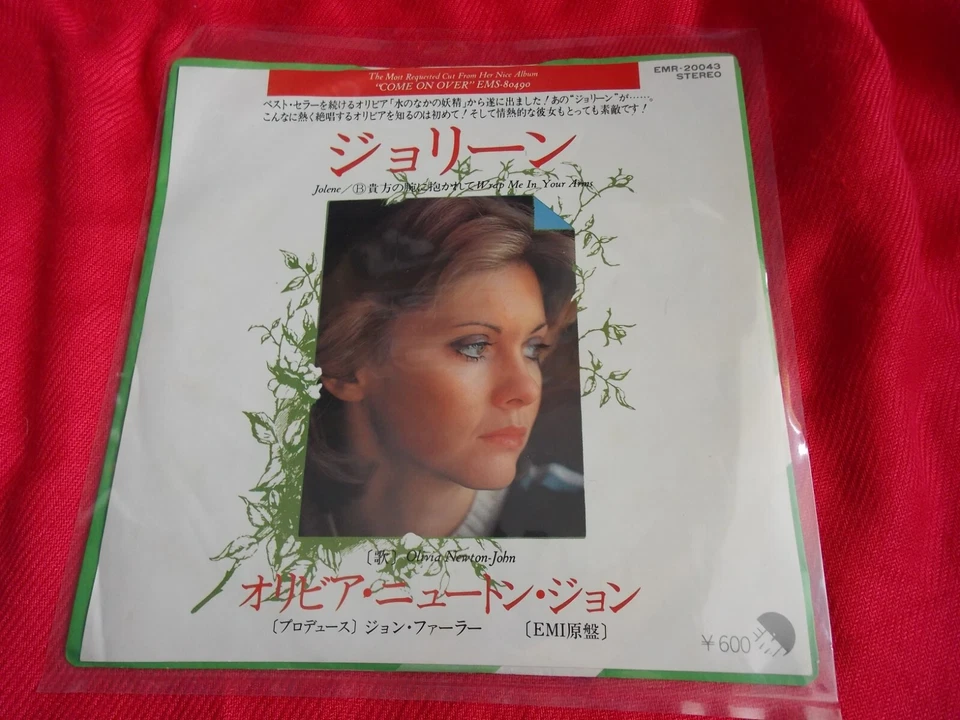 The Most Requested Cut From Her Nice Album
"COME ON OVER" EMS-80490
EMR-20043
STEREO
ベスト・セラーを続けるオリビア「水のなかの妖精」から遂に出ました!あの"ジョリーン"が……。
こんなに熱く絶唱するオリビアを知るのは初めて!そして情熱的な彼女もとっても素敵です!
ジョリーン
Jolene/Ⓑ貴方の腕に抱かれて Wrap Me In Your Arms
〔歌〕 Olivia Newton-John
オリビア・ニュートン・ジョン
〔プロデュース〕ジョン・ファーラー 〔EMI原盤〕
¥600